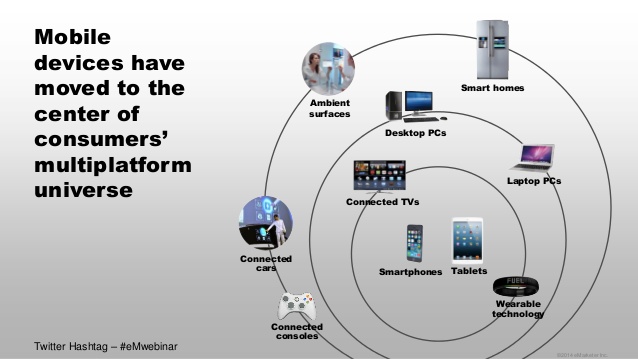 Mobile
devices have
moved to the
center of
consumers’
multiplatform
universe
Ambient
surfaces
Smart homes
Desktop PCs
Laptop PCs
Connected TVs
Connected
cars
Smartphones
Tablets
FUEL
Wearable
technology
Connected
consoles
Twitter Hashtag – #eMwebinar
©2014 eMarketer Inc.